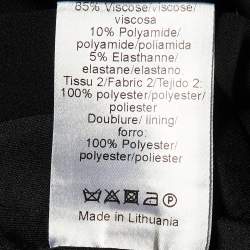 85% Viscose/viscose/
viscosa
10% Polyamide/
polyamide/poliamida
5% Elasthanne/
elastane/elastano
Tissu 2/Fabric 2/Tejido 2:
100% polyester/polyester/
poliester
Doublure/ lining/
forro:
100% Polyester/
polyester/poliester
Made in Lithuania